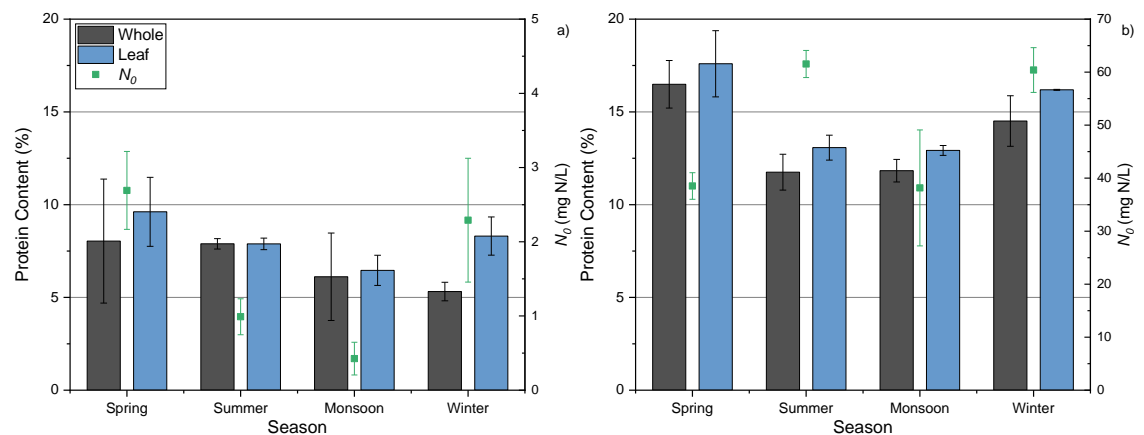 20
15
10
5
0
Protein Content (%)
Whole
Leaf
N0
a)
5
4
3
2
1
0
N0 (mg N/L)
Spring Summer Monsoon Winter
Season
20
15
10
5
0
Protein Content (%)
b)
70
60
50
40
30
20
10
0
N0 (mg N/L)
Spring Summer Monsoon Winter
Season